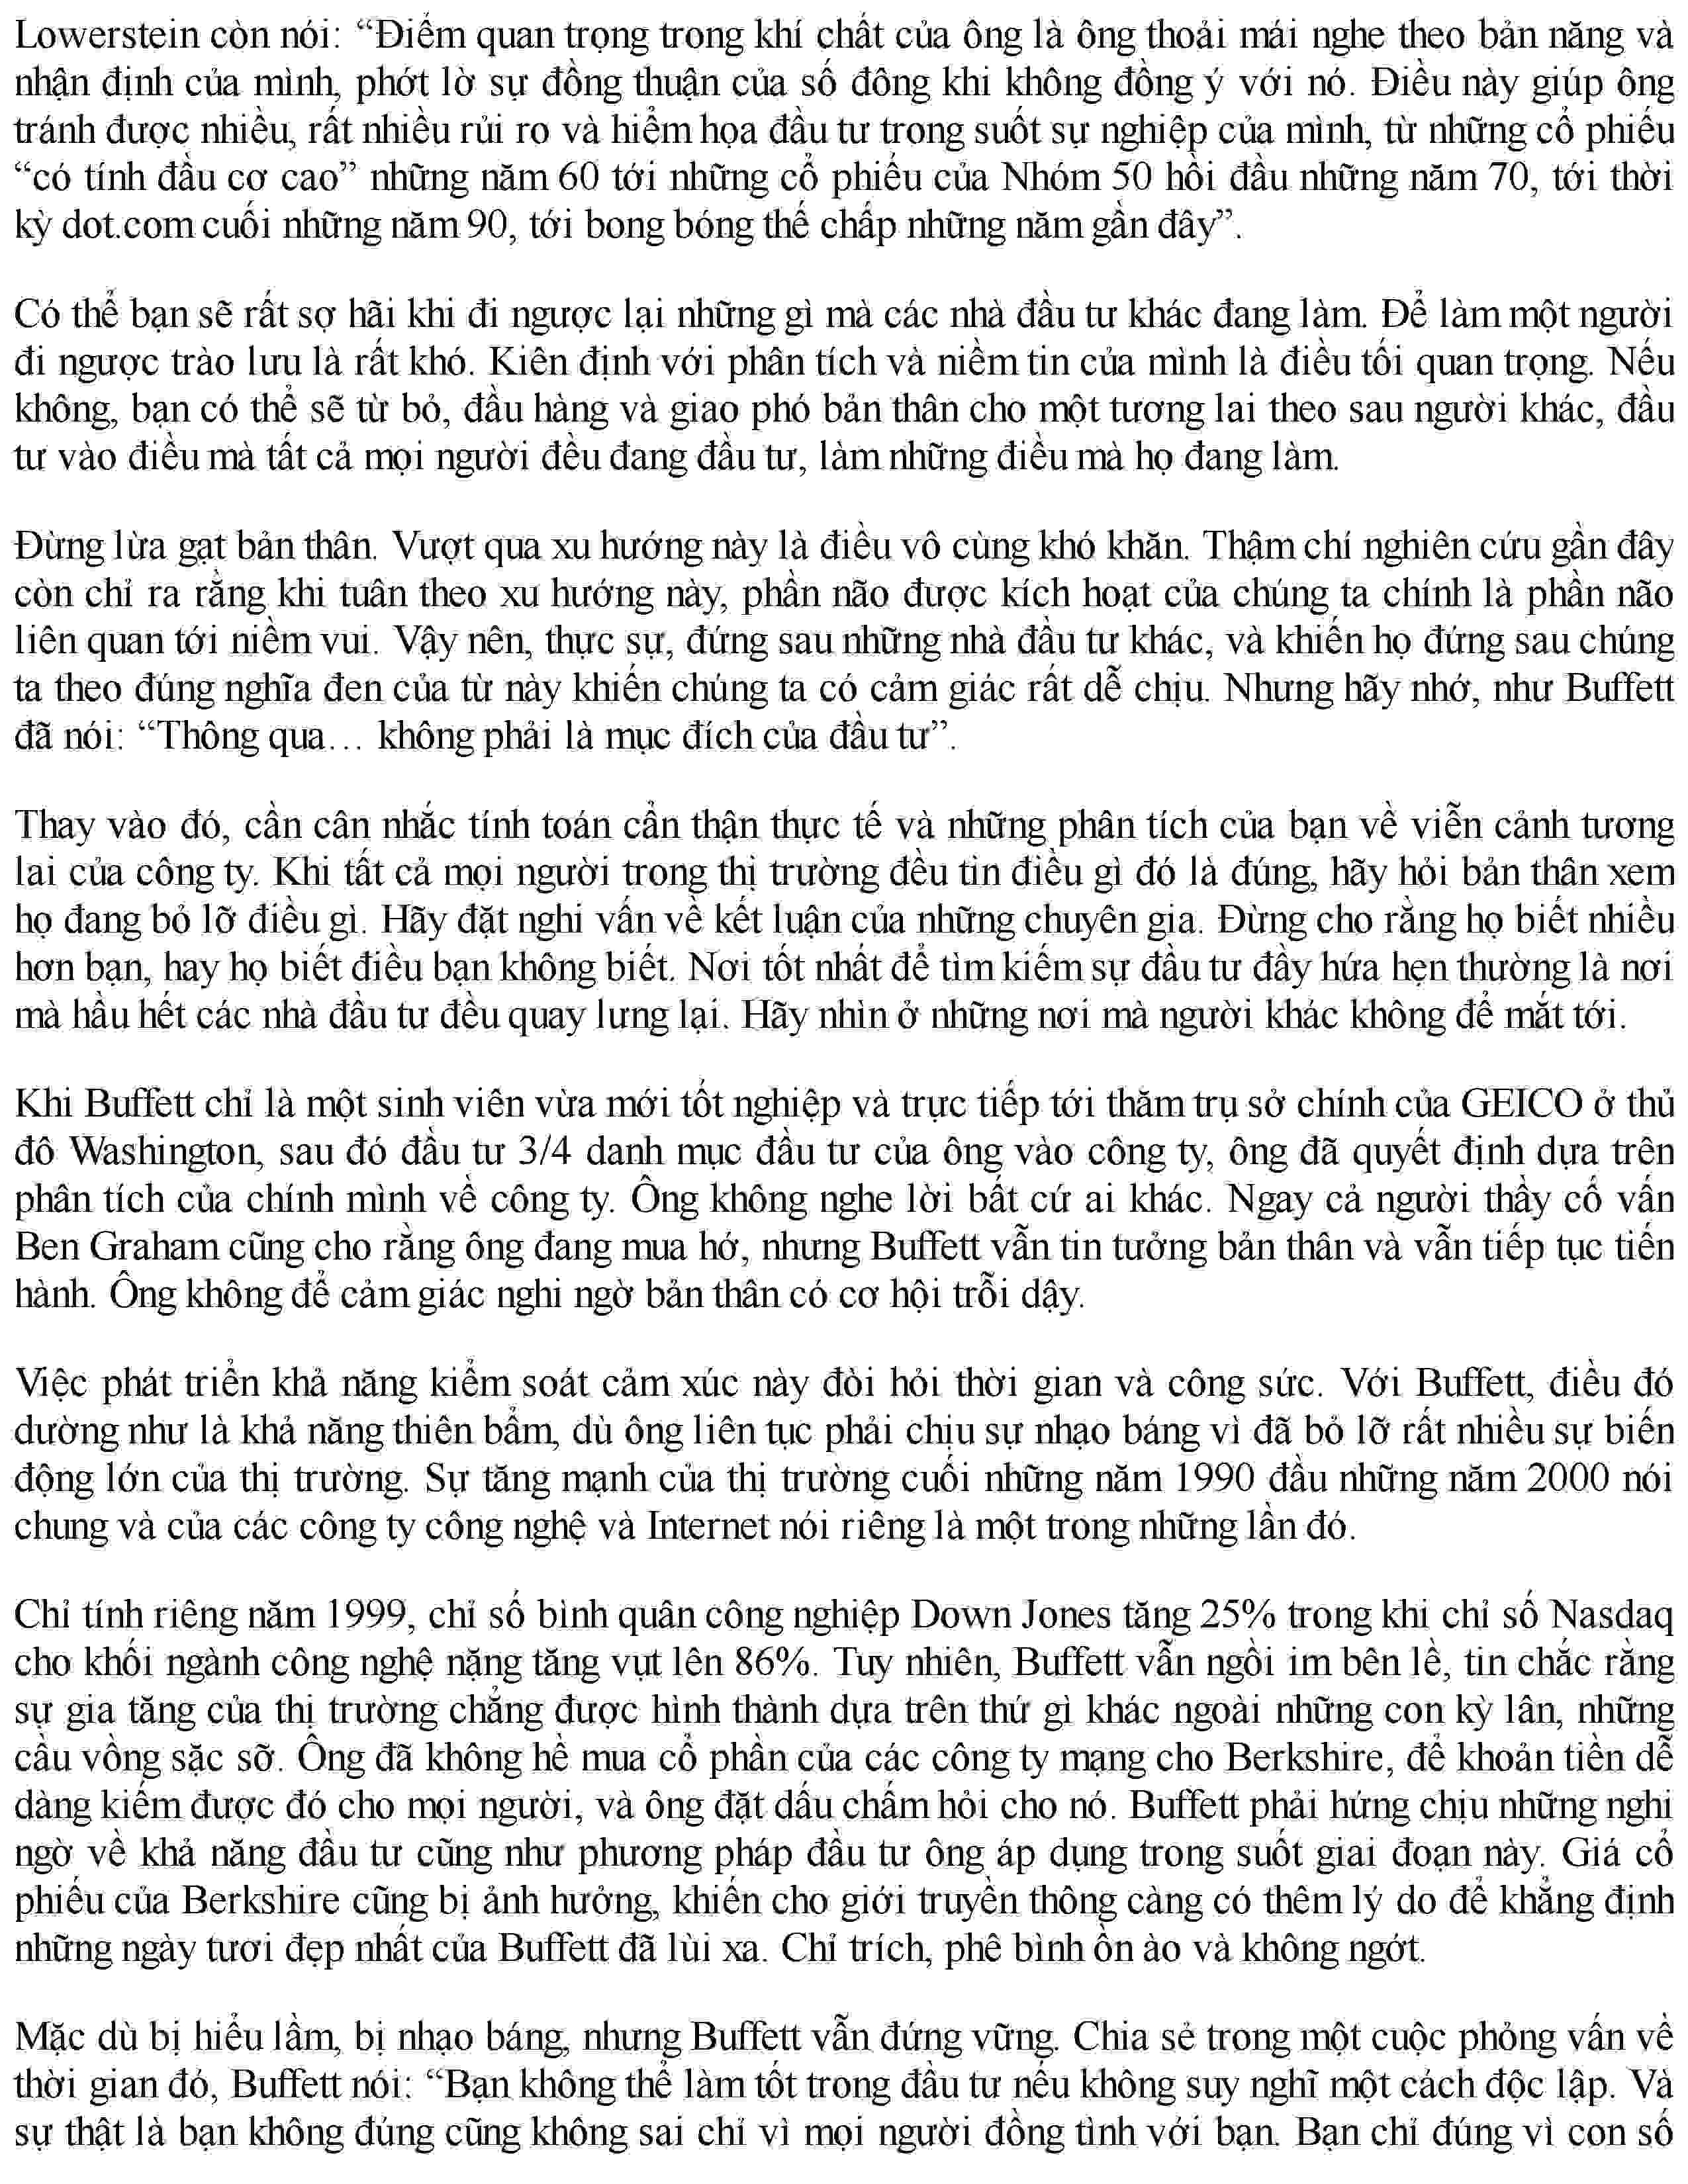 Lowerstein còn nói: “Điểm quan trọng trong khí chất của ông là ông thoải mái nghe theo bản năng và
nhận định của mình, phớt lờ sự đồng thuận của số đông khi không đồng ý với nó. Điều này giúp ông
tránh được nhiều, rất nhiều rủi ro và hiểm họa đầu tư trong suốt sự nghiệp của mình, từ những cổ phiếu
“có tính đầu cơ cao” những năm 60 tới những cổ phiếu của Nhóm 50 hồi đầu những năm 70, tới thời
kỳ dot.com cuối những năm 90, tới bong bóng thế chấp những năm gần đây”.
Có thể bạn sẽ rất sợ hãi khi đi ngược lại những gì mà các nhà đầu tư khác đang làm. Để làm một người
đi ngược trào lưu là rất khó. Kiên định với phân tích và niềm tin của mình là điều tối quan trọng. Nếu
không, bạn có thể sẽ từ bỏ, đầu hàng và giao phó bản thân cho một tương lai theo sau người khác, đầu
tư vào điều mà tất cả mọi người đều đang đầu tư, làm những điều mà họ đang làm.
Đừng lừa gạt bản thân. Vượt qua xu hướng này là điều vô cùng khó khăn. Thậm chí nghiên cứu gần đây
còn chỉ ra rằng khi tuân theo xu hướng này, phần não được kích hoạt của chúng ta chính là phần não
liên quan tới niềm vui. Vậy nên, thực sự, đứng sau những nhà đầu tư khác, và khiến họ đứng sau chúng
ta theo đúng nghĩa đen của từ này khiến chúng ta có cảm giác rất dễ chịu. Nhưng hãy nhớ, như Buffett
đã nói: “Thông qua… không phải là mục đích của đầu tư”.
Thay vào đó, cần cân nhắc tính toán cẩn thận thực tế và những phân tích của bạn về viễn cảnh tương
lai của công ty. Khi tất cả mọi người trong thị trường đều tin điều gì đó là đúng, hãy hỏi bản thân xem
họ đang bỏ lỡ điều gì. Hãy đặt nghi vấn về kết luận của những chuyên gia. Đừng cho rằng họ biết nhiều
hơn bạn, hay họ biết điều bạn không biết. Nơi tốt nhất để tìm kiếm sự đầu tư đầy hứa hẹn thường là nơi
mà hầu hết các nhà đầu tư đều quay lưng lại. Hãy nhìn ở những nơi mà người khác không để mắt tới.
Khi Buffett chỉ là một sinh viên vừa mới tốt nghiệp và trực tiếp tới thăm trụ sở chính của GEICO ở thủ
đô Washington, sau đó đầu tư 3/4 danh mục đầu tư của ông vào công ty, ông đã quyết định dựa trên
phân tích của chính mình về công ty. Ông không nghe lời bất cứ ai khác. Ngay cả người thầy cố vấn
Ben Graham cũng cho rằng ông đang mua hớ, nhưng Buffett vẫn tin tưởng bản thân và vẫn tiếp tục tiến
hành. Ông không để cảm giác nghi ngờ bản thân có cơ hội trỗi dậy.
Việc phát triển khả năng kiểm soát cảm xúc này đòi hỏi thời gian và công sức. Với Buffett, điều đó
dường như là khả năng thiên bẩm, dù ông liên tục phải chịu sự nhạo báng vì đã bỏ lỡ rất nhiều sự biến
động lớn của thị trường. Sự tăng mạnh của thị trường cuối những năm 1990 đầu những năm 2000 nói
chung và của các công ty công nghệ và Internet nói riêng là một trong những lần đó.
Chỉ tính riêng năm 1999, chỉ số bình quân công nghiệp Down Jones tăng 25% trong khi chỉ số Nasdaq
cho khối ngành công nghệ nặng tăng vụt lên 86%. Tuy nhiên, Buffett vẫn ngồi im bên lề, tin chắc rằng
sự gia tăng của thị trường chẳng được hình thành dựa trên thứ gì khác ngoài những con kỳ lân, những
cầu vồng sặc sỡ. Ông đã không hề mua cổ phần của các công ty mạng cho Berkshire, để khoản tiền dễ
dàng kiếm được đó cho mọi người, và ông đặt dấu chấm hỏi cho nó. Buffett phải hứng chịu những nghi
ngờ về khả năng đầu tư cũng như phương pháp đầu tư ông áp dụng trong suốt giai đoạn này. Giá cổ
phiếu của Berkshire cũng bị ảnh hưởng, khiến cho giới truyền thông càng có thêm lý do để khẳng định
những ngày tươi đẹp nhất của Buffett đã lùi xa. Chỉ trích, phê bình ồn ào và không ngớt.
Mặc dù bị hiểu lầm, bị nhạo báng, nhưng Buffett vẫn đứng vững. Chia sẻ trong một cuộc phỏng vấn về
thời gian đó, Buffett nói: “Bạn không thể làm tốt trong đầu tư nếu không suy nghĩ một cách độc lập. Và
sự thật là bạn không đúng cũng không sai chỉ vì mọi người đồng tình với bạn. Bạn chỉ đúng vì con số